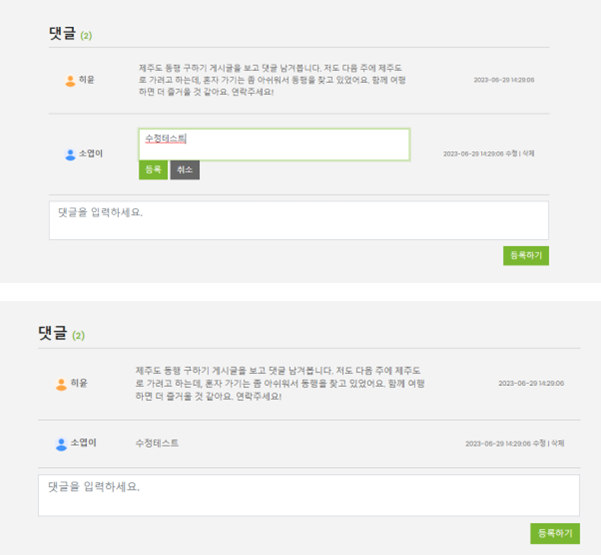 댓글 (2)
희윤
제주도 동행 구하기 게시글을 보고 댓글 남겨봅니다. 저도 다음 주에 제주도
로 가려고 하는데, 혼자 가기는 좀 아쉬워서 동행을 찾고 있었어요. 함께 여행
하면 더 즐거울 것 같아요. 연락주세요!
2023-06-29 14:29:06
소엽이
수정테스트
등록 취소
2023-06-29 14:29:06 수정 | 삭제
댓글을 입력하세요.
등록하기
댓글 (2)
희윤
제주도 동행 구하기 게시글을 보고 댓글 남겨봅니다. 저도 다음 주에 제주도
로 가려고 하는데, 혼자 가기는 좀 아쉬워서 동행을 찾고 있었어요. 함께 여행
하면 더 즐거울 것 같아요. 연락주세요!
2023-06-29 14:29:06
소엽이
수정테스트
2023-06-29 14:29:06 수정 | 삭제
댓글을 입력하세요.
등록하기